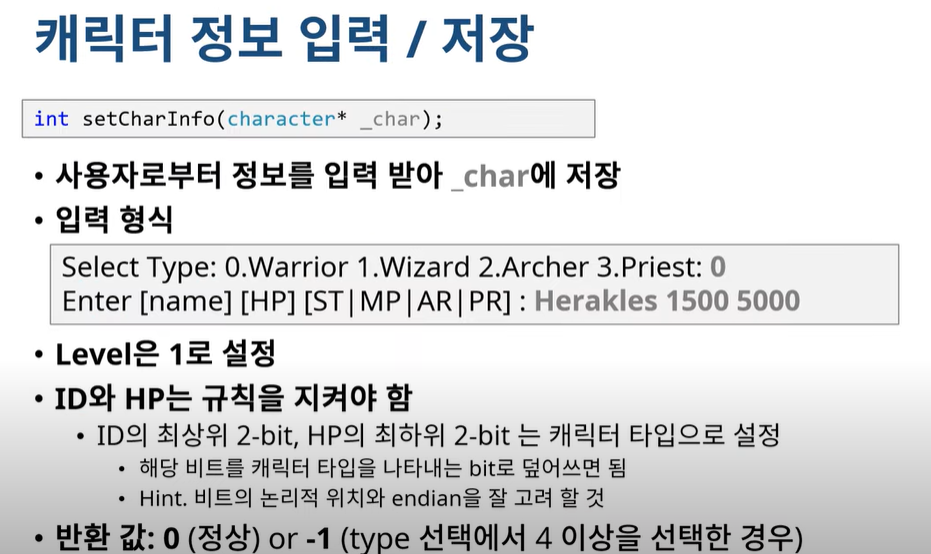 캐릭터 정보 입력 / 저장
int setCharInfo(character* _char);
• 사용자로부터 정보를 입력 받아 _char에 저장
• 입력 형식
Select Type: 0.Warrior 1.Wizard 2.Archer 3.Priest: 0
Enter [name] [HP] [ST|MP|AR|PR] : Herakles 1500 5000
• Level은 1로 설정
• ID와 HP는 규칙을 지켜야 함
• ID의 최상위 2-bit, HP의 최하위 2-bit 는 캐릭터 타입으로 설정
• 해당 비트를 캐릭터 타입을 나타내는 bit로 덮어쓰면 됨
• Hint. 비트의 논리적 위치와 endian을 잘 고려 할 것
• 반환 값: 0 (정상) or -1 (type 선택에서 4 이상을 선택한 경우)